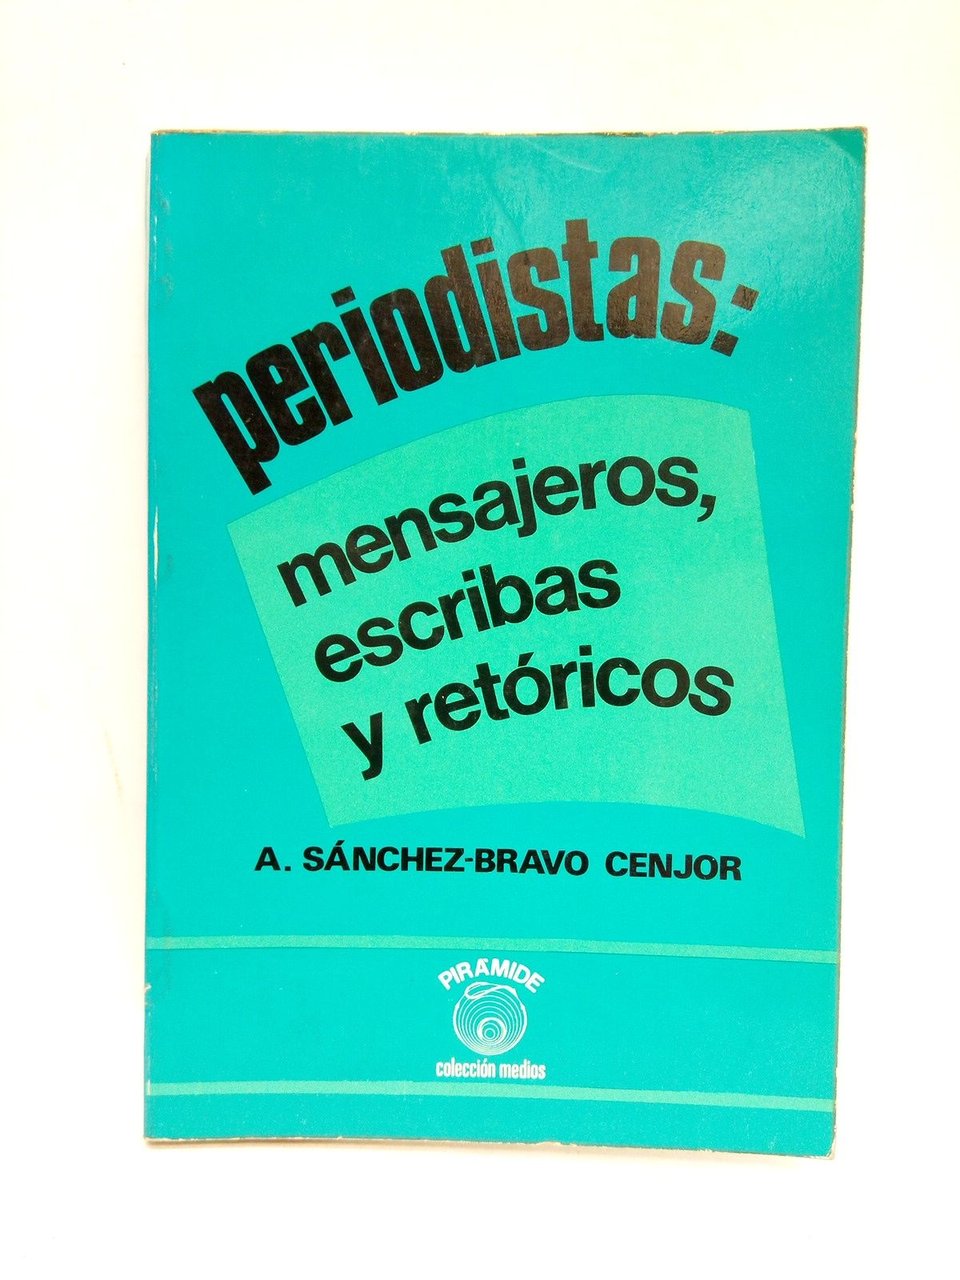 periodistas:
mensajeros,
escribas
y retóricos
A. SÁNCHEZ-BRAVO CENJOR
PIRÁMIDE
colección medios